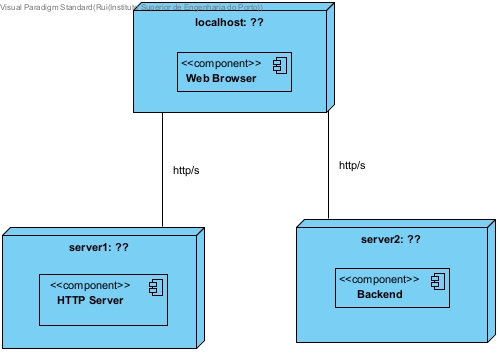 Visual Paradigm Standard(Rui(Instituto Superior de Engenharia do Porto))
localhost: ??
<<component>>
Web Browser
http/s
http/s
server1: ??
<<component>>
HTTP Server
server2: ??
<<component>>
Backend